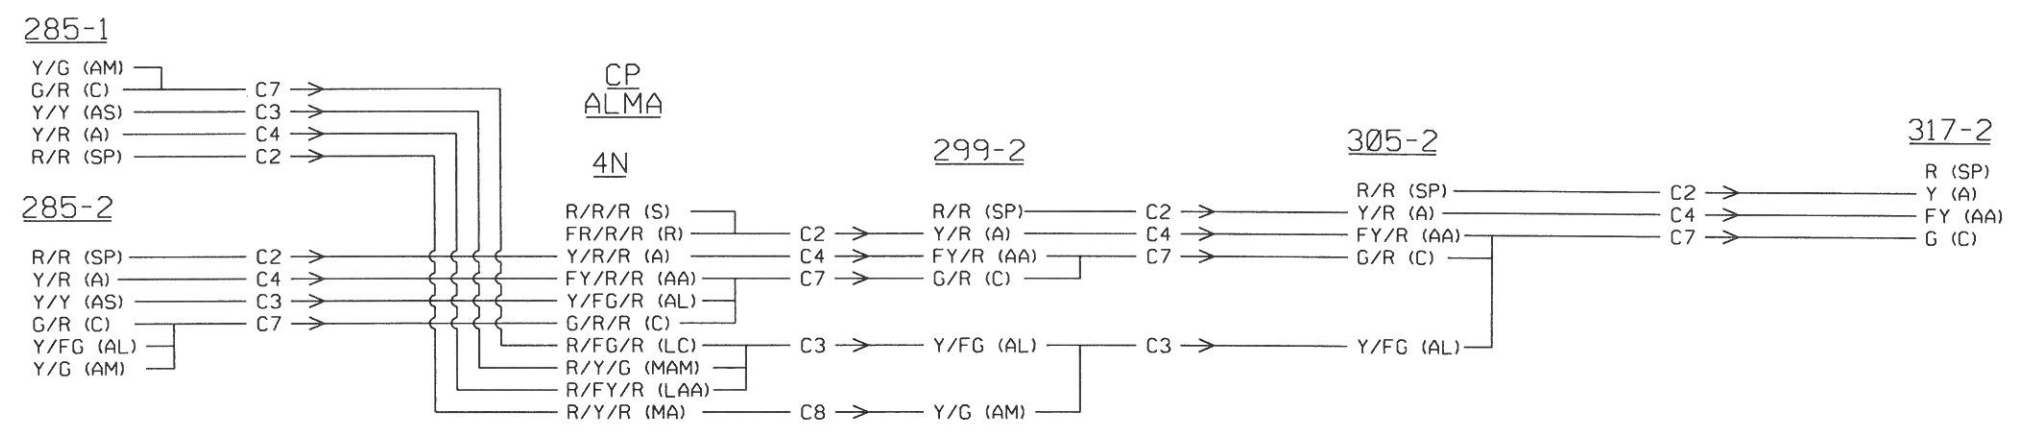 285-1
Y/G (AM)
G/R (C) C7
Y/Y (AS) C3
Y/R (A) C4
R/R (SP) C2
285-2
R/R (SP) C2
Y/R (A) C4
Y/Y (AS) C3
G/R (C) C7
Y/FG (AL)
Y/G (AM)
CP
ALMA
4N
R/R/R (S)
FR/R/R (R) C2
Y/R/R (A) C4
FY/R/R (AA) C7
Y/FG/R (AL)
G/R/R (C)
R/FG/R (LC) C3
R/Y/G (MAM)
R/FY/R (LAA)
R/Y/R (MA) C8
299-2
R/R (SP) C2
Y/R (A) C4
FY/R (AA) C7
G/R (C)
Y/FG (AL) C3
Y/G (AM)
305-2
R/R (SP) C2
Y/R (A) C4
FY/R (AA) C7
G/R (C)
Y/FG (AL)
317-2
R (SP)
Y (A)
FY (AA)
G (C)